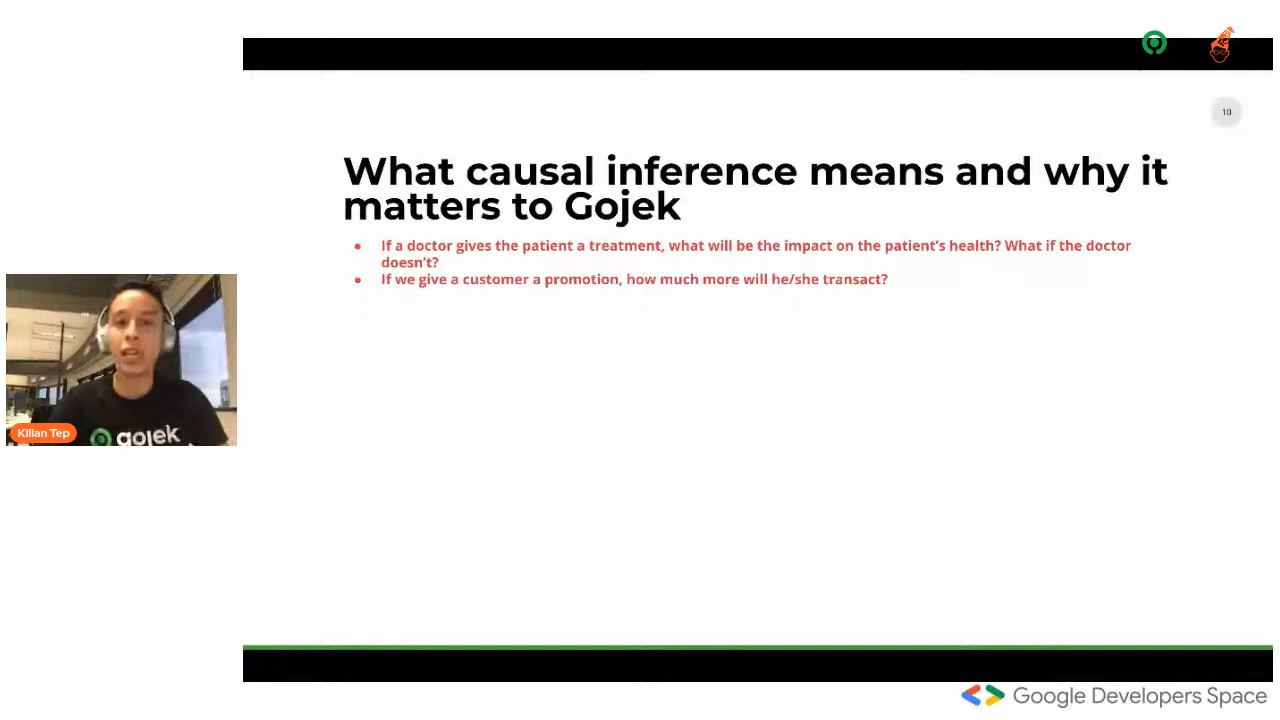 10
What causal inference means and why it
matters to Gojek
● If a doctor gives the patient a treatment, what will be the impact on the patient's health? What if the doctor
doesn't?
● If we give a customer a promotion, how much more will he/she transact?
Kilian Tep
gojek
Google Developers Space